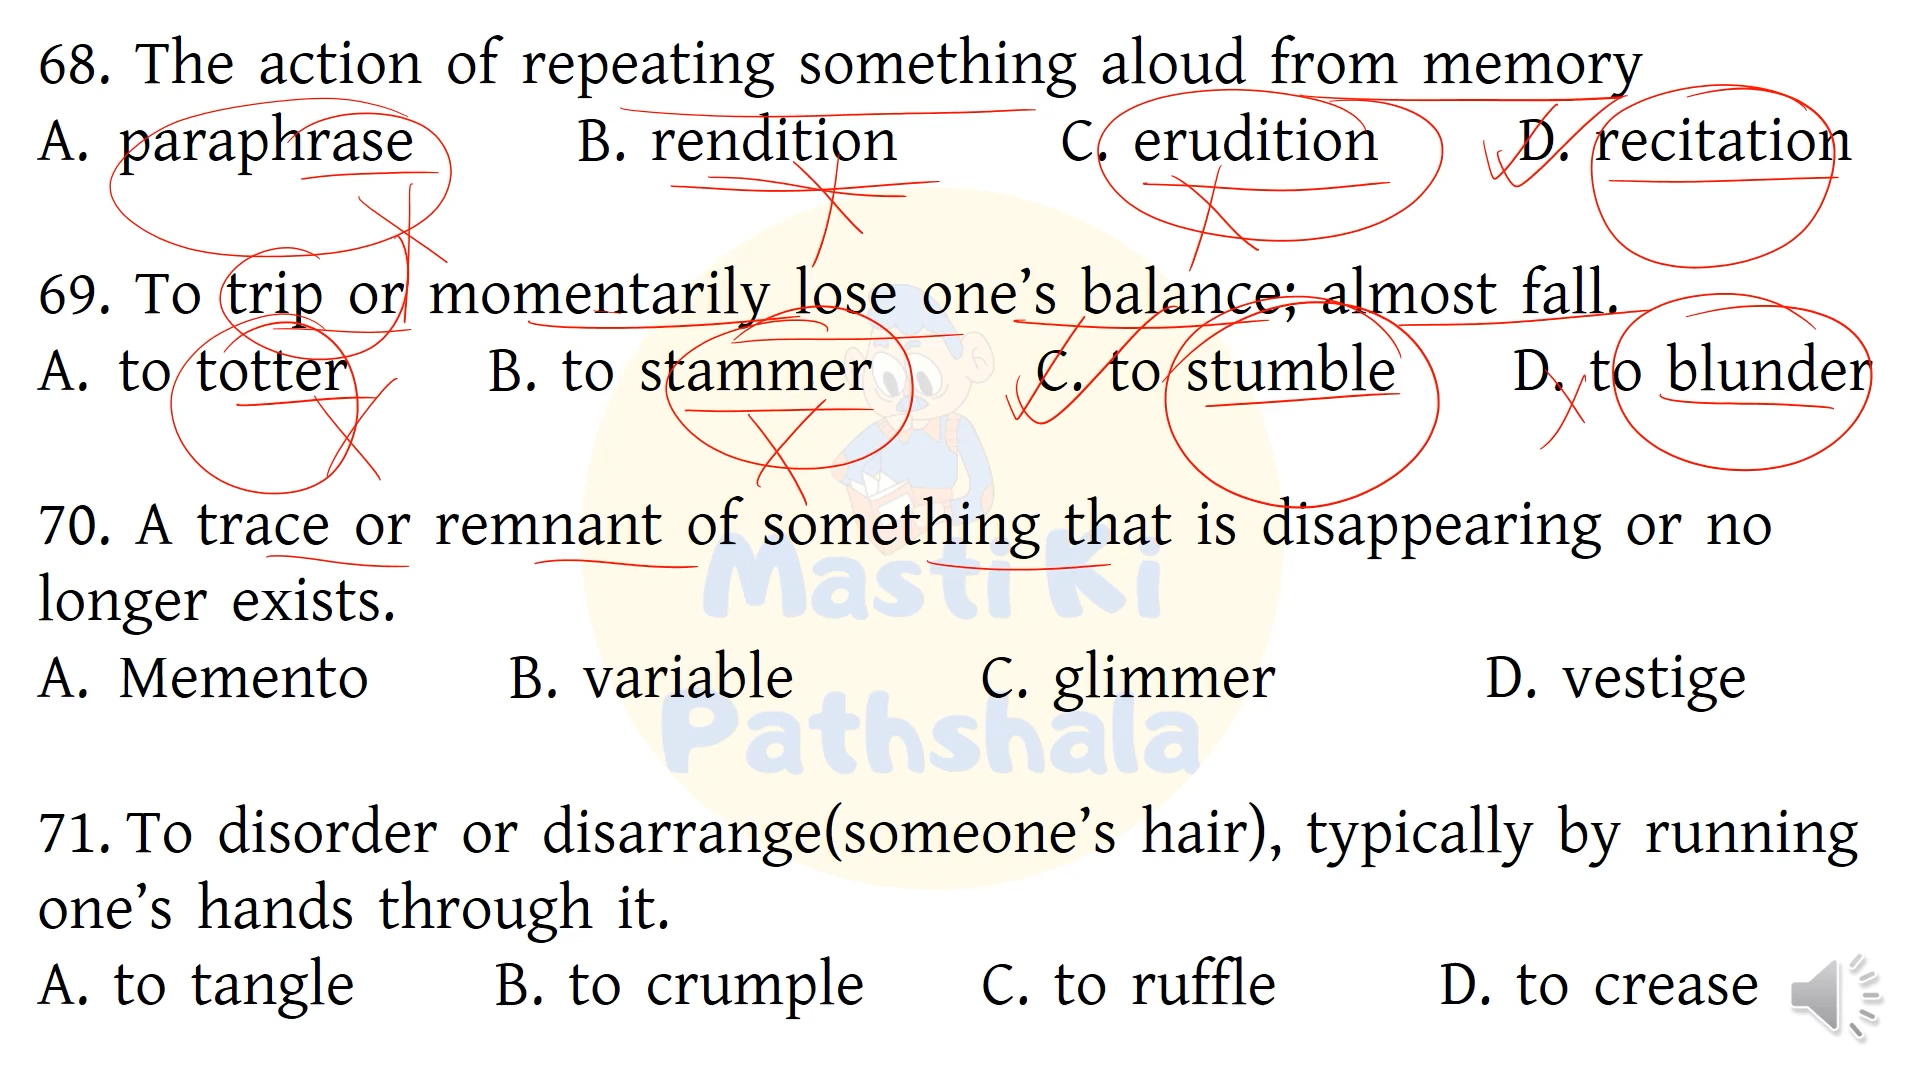 68. The action of repeating something aloud from memory
A. paraphrase B. rendition C. erudition D. recitation
69. To trip or momentarily lose one’s balance; almost fall.
A. to totter B. to stammer C. to stumble D. to blunder
70. A trace or remnant of something that is disappearing or no
longer exists.
A. Memento B. variable C. glimmer D. vestige
71. To disorder or disarrange(someone’s hair), typically by running
one’s hands through it.
A. to tangle B. to crumple C. to ruffle D. to crease
Masti Ki
Pathshala